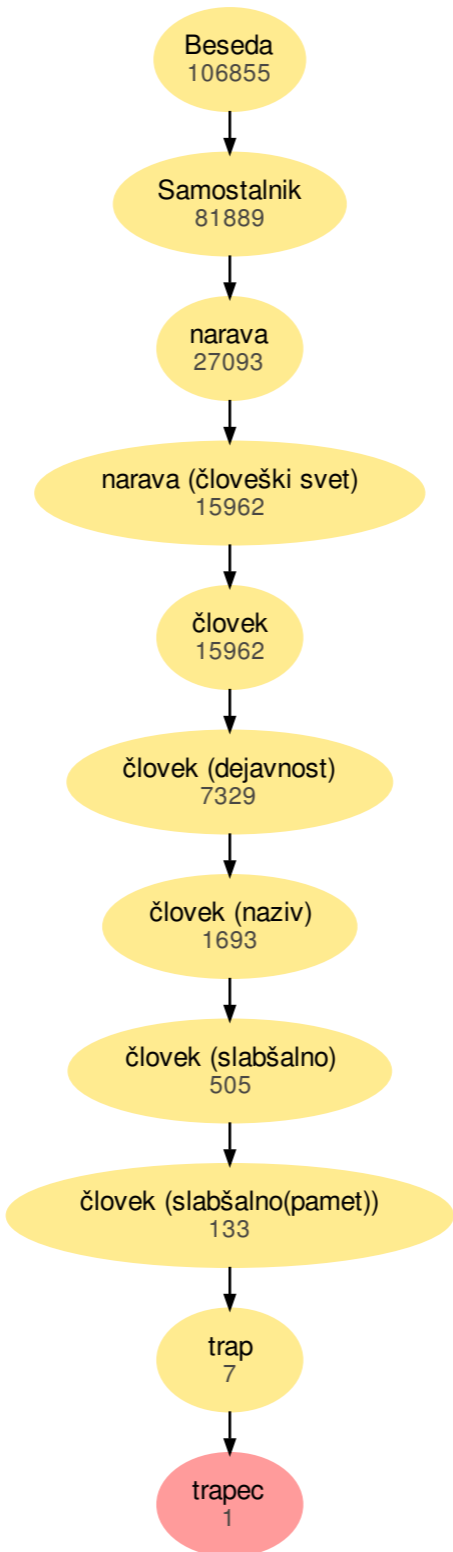 Beseda
106855
Samostalnik
81889
narava
27093
narava (človeški svet)
15962
človek
15962
človek (dejavnost)
7329
človek (naziv)
1693
človek (slabšalno)
505
človek (slabšalno(pamet))
133
trap
7
trapec
1